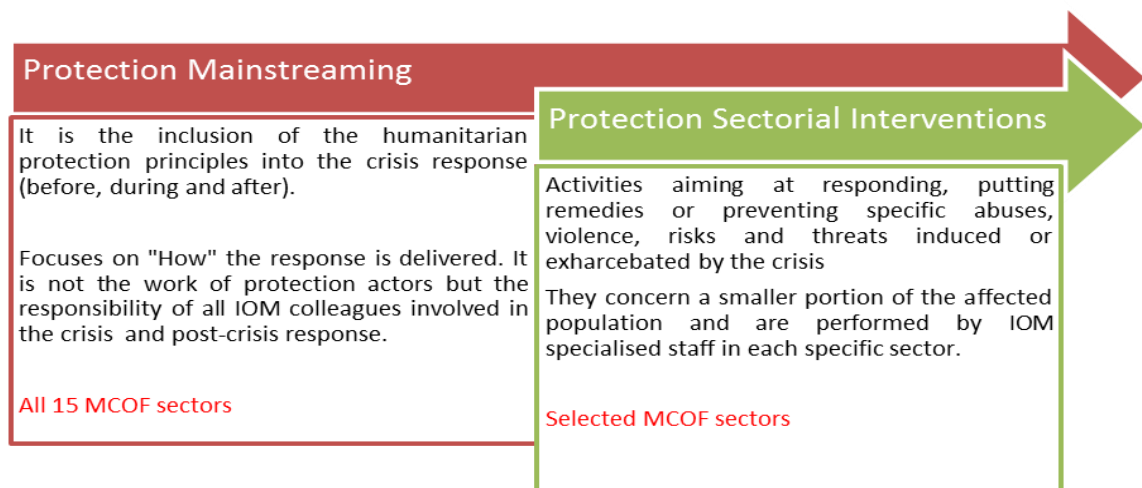 Protection Mainstreaming
It is the inclusion of the humanitarian
protection principles into the crisis response
(before, during and after).
Focuses on "How" the response is delivered. It
is not the work of protection actors but the
responsibility of all IOM colleagues involved in
the crisis and post-crisis response.
All 15 MCOF sectors
Protection Sectorial Interventions
Activities aiming at responding, putting
remedies or preventing specific abuses,
violence, risks and threats induced or
exharcebated by the crisis
They concern a smaller portion of the affected
population and are performed by IOM
specialised staff in each specific sector.
Selected MCOF sectors